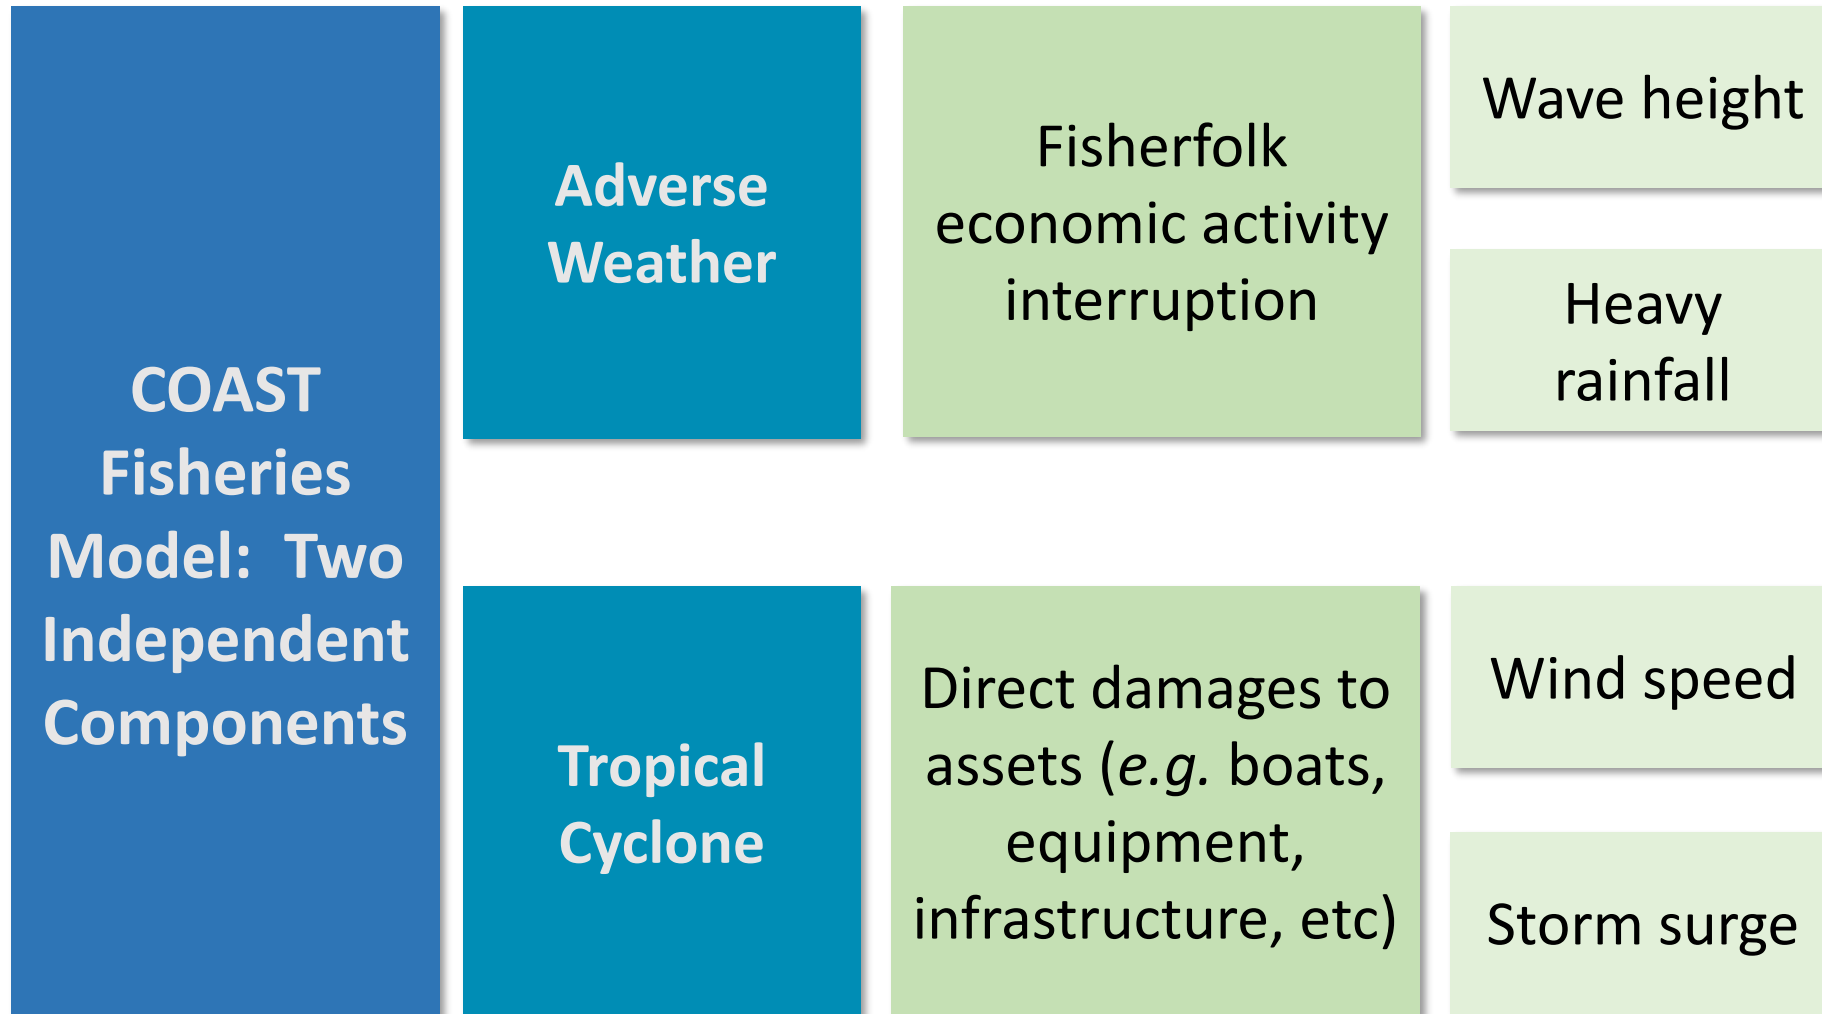 COAST
Fisheries
Model:  Two
Independent
Components
Adverse
Weather
Fisherfolk
economic activity
interruption
Wave height
Heavy
rainfall
Tropical
Cyclone
Direct damages to
assets (e.g. boats,
equipment,
infrastructure, etc)
Wind speed
Storm surge